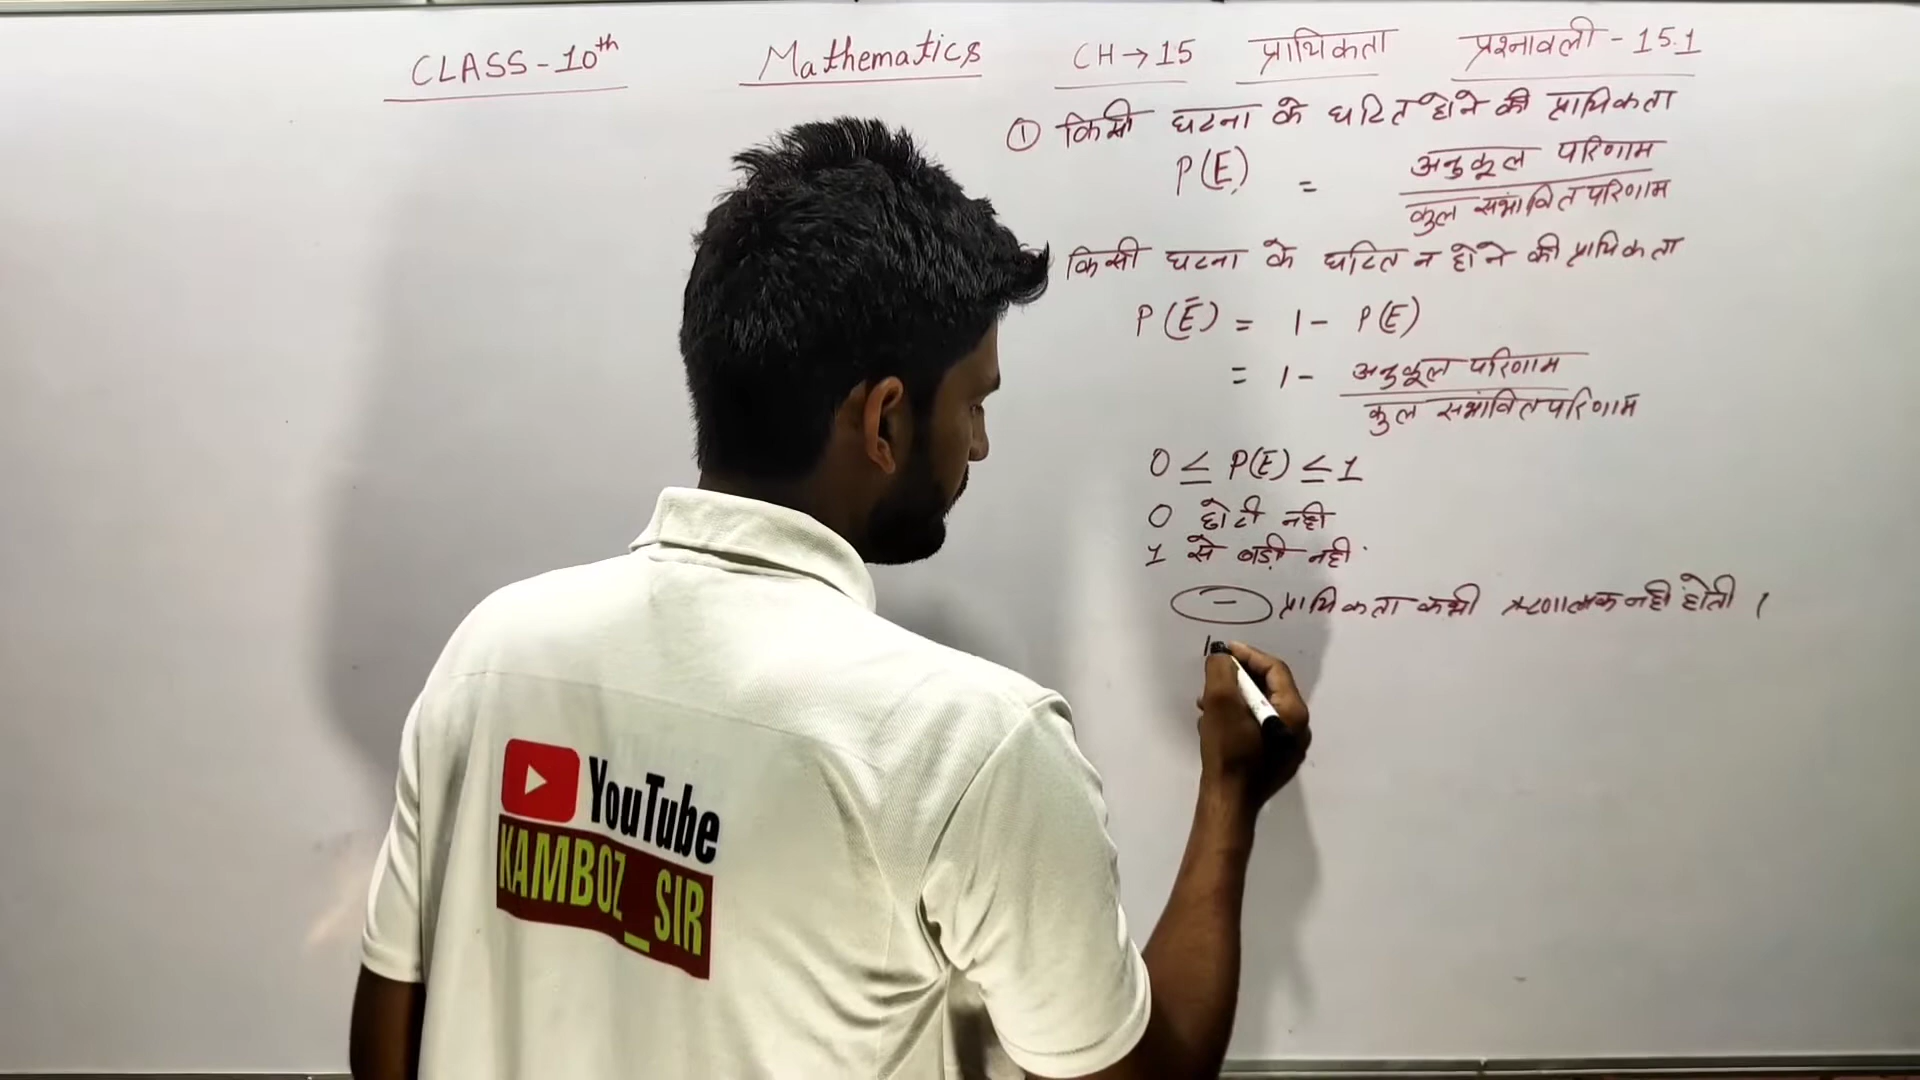 CLASS-10th Mathematics CH→15 प्रायिकता प्रश्नावली-15.1
① किसी घटना के घटित होने की प्रायिकता
P(E) = अनुकूल परिणाम
कुल संभावित परिणाम
किसी घटना के घटित न होने की प्रायिकता
P(Ē) = 1- P(E)
= 1- अनुकूल परिणाम
कुल संभावित परिणाम
0 ≤ P(E) ≤ 1
0 छोटी नही
1 से बड़ी नही
- प्रायिकता कभी ऋणात्मक नही होती।
YouTube
KAMBOZ_SIR